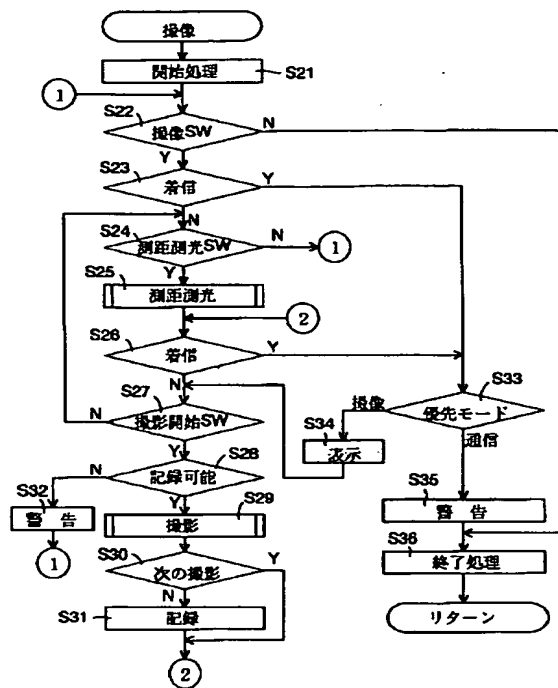 撮像
開始処理
S21
1
S22
撮像SW
N
Y
S23
着信
Y
N
S24
測距測光SW
N
1
Y
S25
測距測光
2
S26
着信
Y
N
S27
撮影開始SW
N
Y
S28
記録可能
N
Y
S32
警 告
1
S29
撮影
S30
次の撮影
Y
N
S31
記録
2
S33
優先モード
撮像
通信
S34
表示
S35
警 告
S36
終了処理
リターン